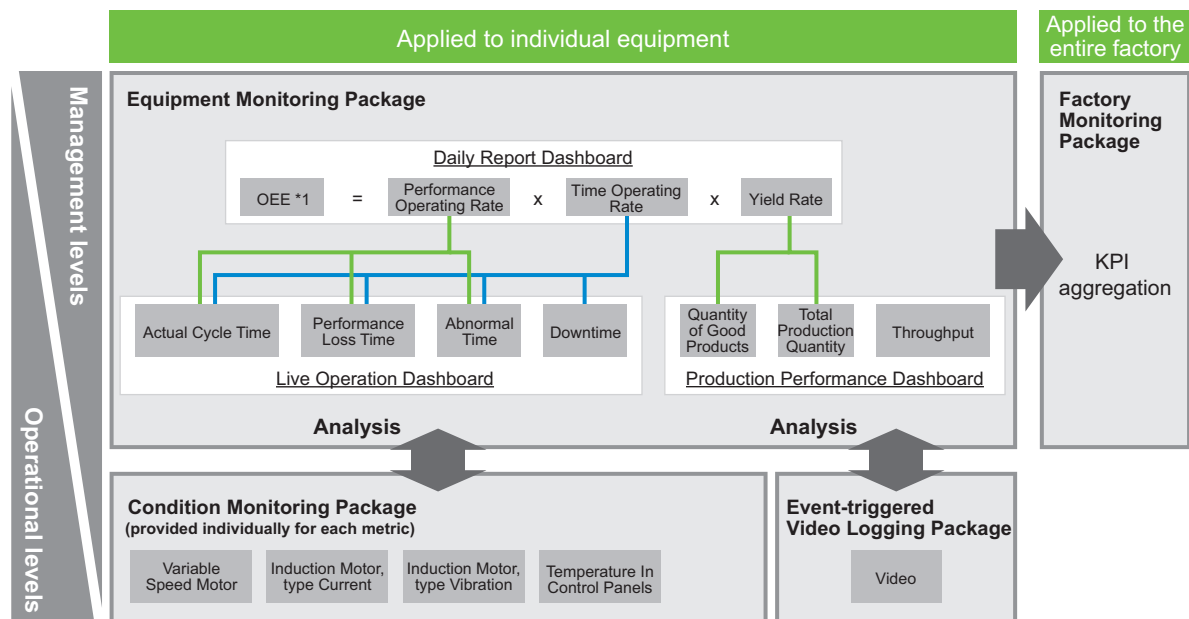 Applied to individual equipment
Applied to the
entire factory
Management levels
Operational levels
Equipment Monitoring Package
Daily Report Dashboard
OEE *1
=
Performance
Operating Rate
x
Time Operating
Rate
x
Yield Rate
Actual Cycle Time
Performance
Loss Time
Abnormal
Time
Downtime
Live Operation Dashboard
Quantity
of Good
Products
Total
Production
Quantity
Throughput
Production Performance Dashboard
Analysis
Analysis
Factory
Monitoring
Package
KPI
aggregation
Condition Monitoring Package
(provided individually for each metric)
Variable
Speed Motor
Induction Motor,
type Current
Induction Motor,
type Vibration
Temperature In
Control Panels
Event-triggered
Video Logging Package
Video